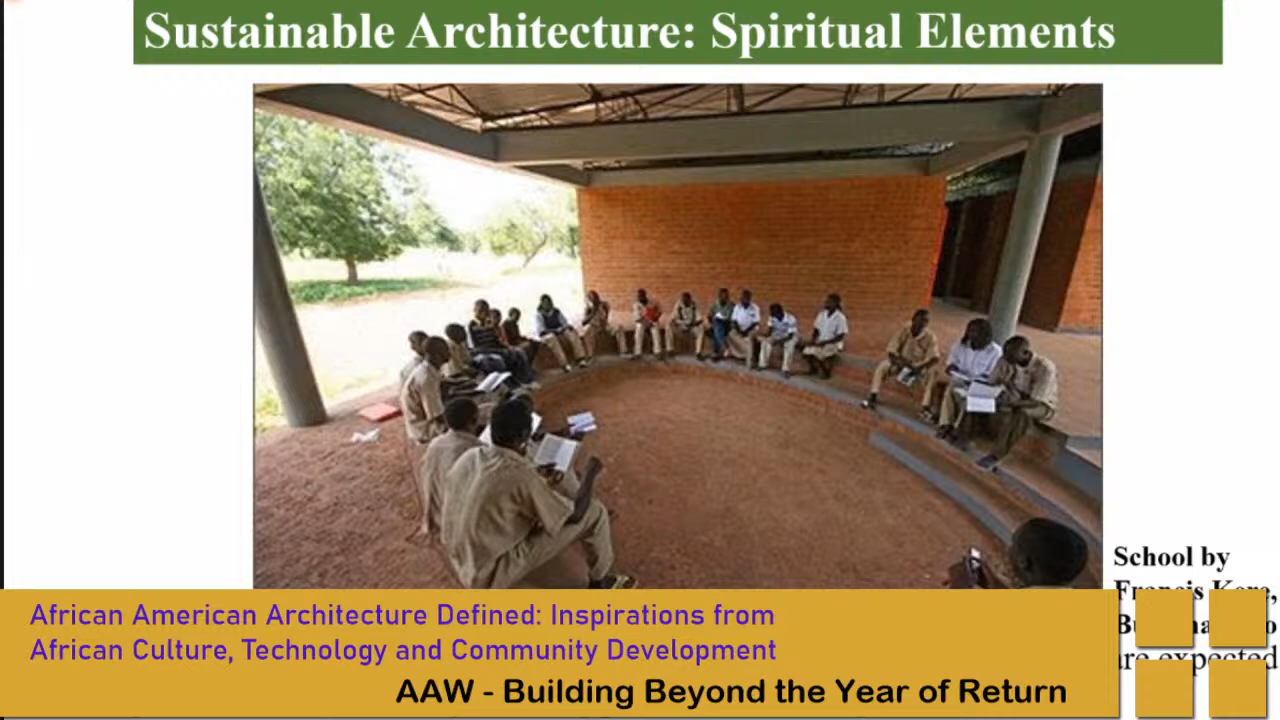 Sustainable Architecture: Spiritual Elements
School by
African American Architecture Defined: Inspirations from
African Culture, Technology and Community Development
expected
AAW - Building Beyond the Year of Return